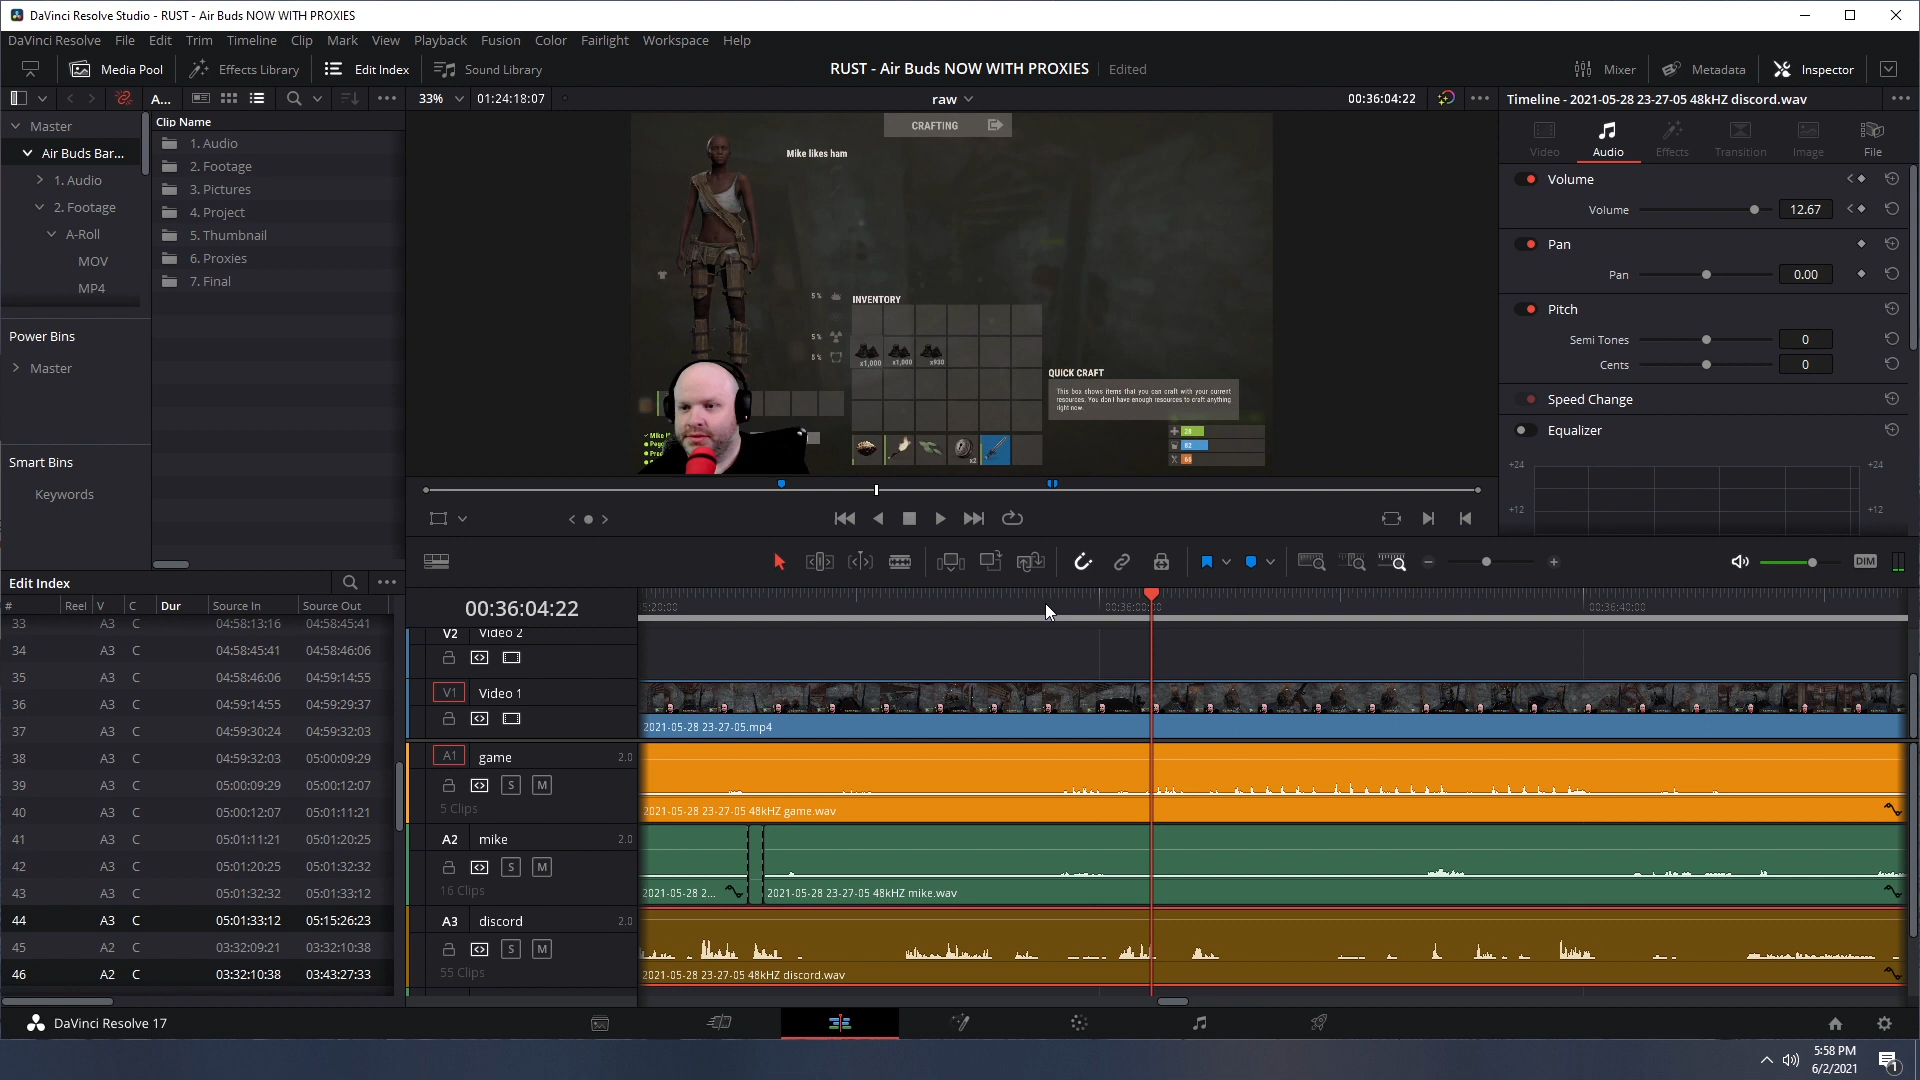 DaVinci Resolve Studio - RUST - Air Buds NOW WITH PROXIES
DaVinci Resolve File Edit Trim Timeline Clip Mark View Playback Fusion Color Fairlight Workspace Help
Media Pool Effects Library Edit Index Sound Library
RUST - Air Buds NOW WITH PROXIES Edited
Mixer Metadata Inspector
A...
33% 01:24:18:07 raw 00:36:04:22
Timeline - 2021-05-28 23-27-05 48kHZ discord.wav
Master
Air Buds Bar...
1. Audio
2. Footage
A-Roll
MOV
MP4
Power Bins
Master
Smart Bins
Keywords
Clip Name
1. Audio
2. Footage
3. Pictures
4. Project
5. Thumbnail
6. Proxies
7. Final
CRAFTING
Mike likes ham
5%
5%
5%
INVENTORY
x1,000 x1,000 x930
QUICK CRAFT
This box shows items that you can craft with your current
resources. You don't have enough resources to craft anything
right now.
x2
82
66
Video Audio Effects Transition Image File
Volume
Volume 12.67
Pan
Pan 0.00
Pitch
Semi Tones 0
Cents 0
Speed Change
Equalizer
+24 +24
+12 +12
DIM
Edit Index
# Reel V C Dur Source In Source Out
33 A3 C 04:58:13:16 04:58:45:41
34 A3 C 04:58:45:41 04:58:46:06
35 A3 C 04:58:46:06 04:59:14:55
36 A3 C 04:59:14:55 04:59:29:37
37 A3 C 04:59:30:24 04:59:32:03
38 A3 C 04:59:32:03 05:00:09:29
39 A3 C 05:00:09:29 05:00:12:07
40 A3 C 05:00:12:07 05:01:11:21
41 A3 C 05:01:11:21 05:01:20:25
42 A3 C 05:01:20:25 05:01:32:32
43 A3 C 05:01:32:32 05:01:33:12
44 A3 C 05:01:33:12 05:15:26:23
45 A2 C 03:32:09:21 03:32:10:38
46 A2 C 03:32:10:38 03:43:27:33
00:36:04:22
5:20:00 00:36:00:00 00:36:40:00
V2 Video 2
V1 Video 1
2021-05-28 23-27-05.mp4
A1 game 2.0
S M
5 Clips
2021-05-28 23-27-05 48kHZ game.wav
A2 mike 2.0
S M
16 Clips
2021-05-28 2... 2021-05-28 23-27-05 48kHZ mike.wav
A3 discord 2.0
S M
55 Clips
2021-05-28 23-27-05 48kHZ discord.wav
DaVinci Resolve 17
5:58 PM
6/2/2021
1